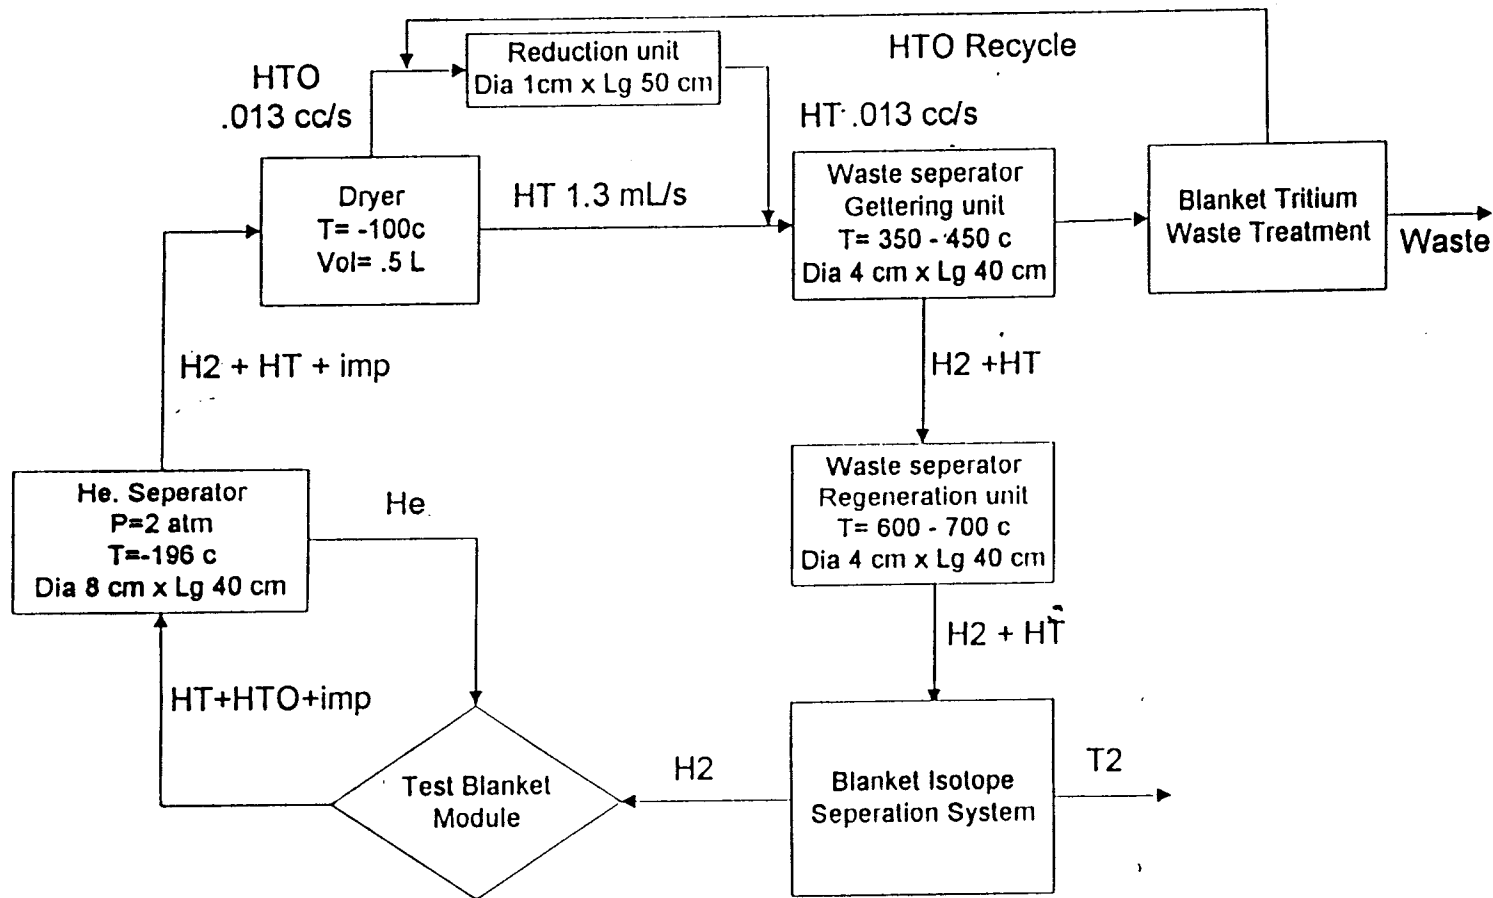 Reduction unit
Dia 1cm x Lg 50 cm
HTO Recycle
HTO
.013 cc/s
HT .013 cc/s
Dryer
T= -100c
Vol= .5 L
HT 1.3 mL/s
Waste seperator
Gettering unit
T= 350 - 450 c
Dia 4 cm x Lg 40 cm
Blanket Tritium
Waste Treatment
Waste
H2 + HT + imp
H2 +HT
He. Seperator
P=2 atm
T=-196 c
Dia 8 cm x Lg 40 cm
He
Waste seperator
Regeneration unit
T= 600 - 700 c
Dia 4 cm x Lg 40 cm
H2 + HT
HT+HTO+imp
Test Blanket
Module
H2
Blanket Isotope
Seperation System
T2